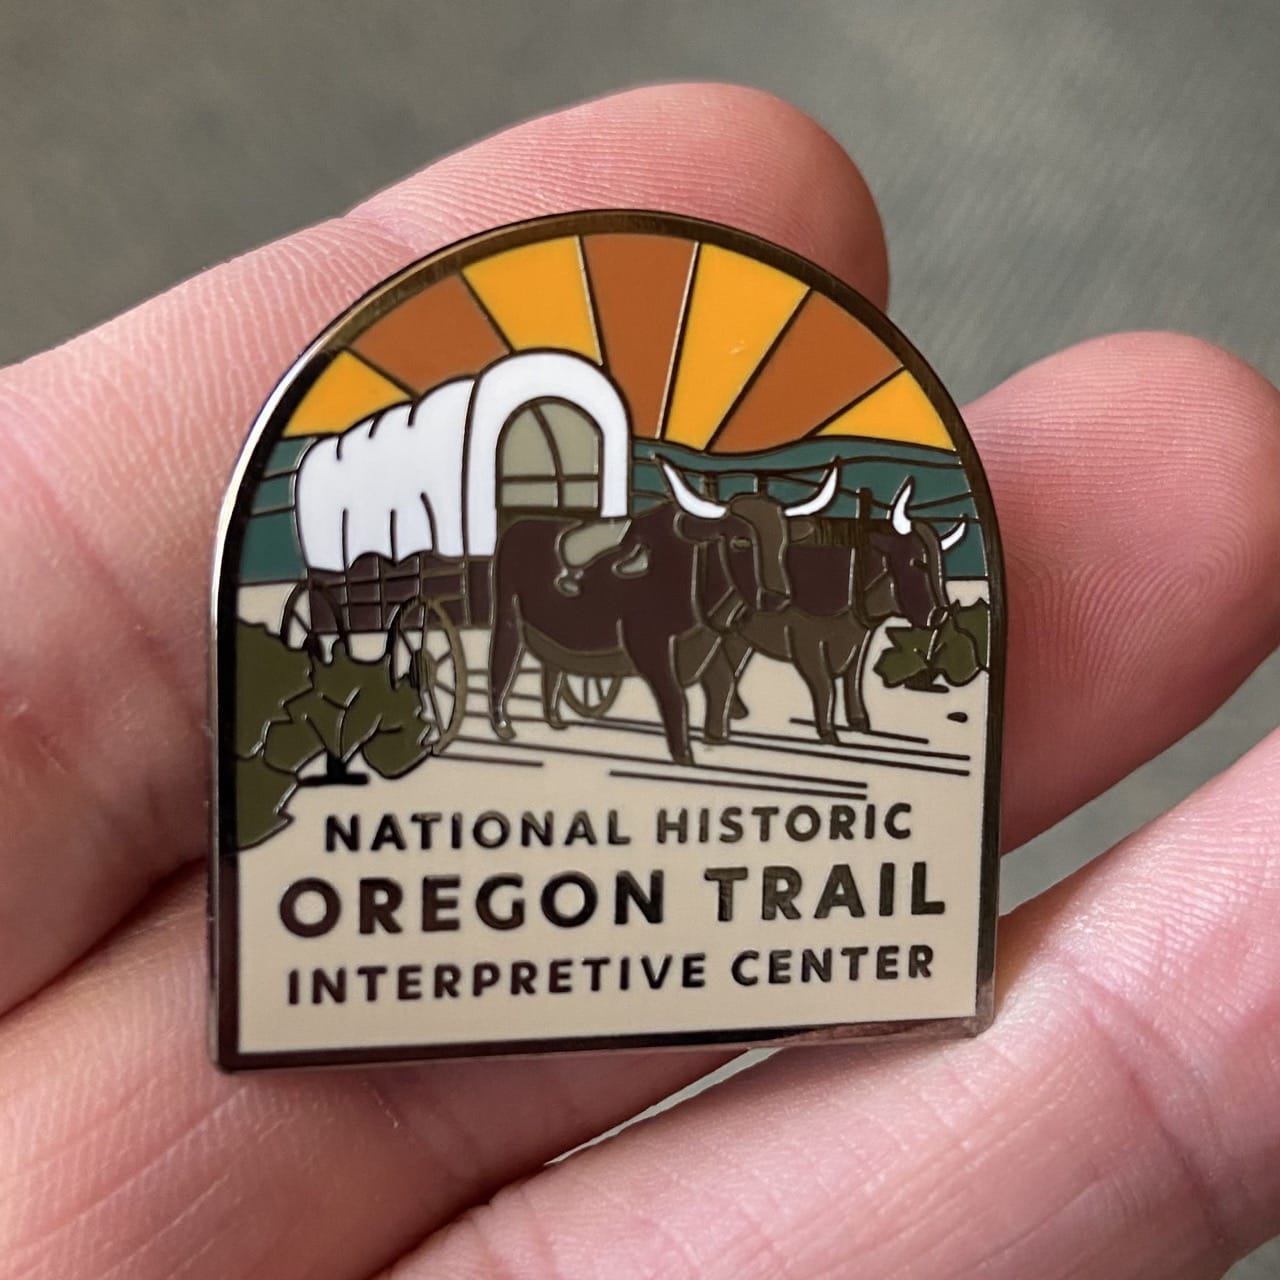 NATIONAL HISTORIC
OREGON TRAIL
INTERPRETIVE CENTER